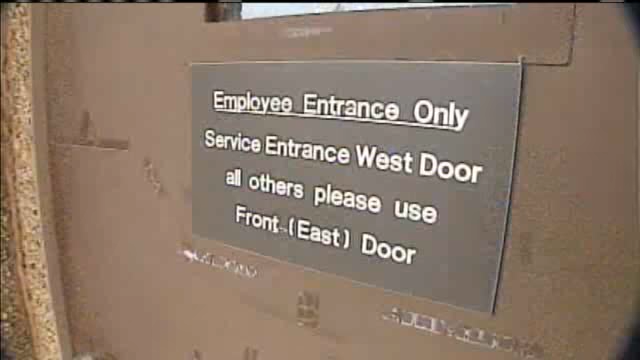 Employee Entrance Only
Service Entrance West Door
all others please use
Front (East) Door